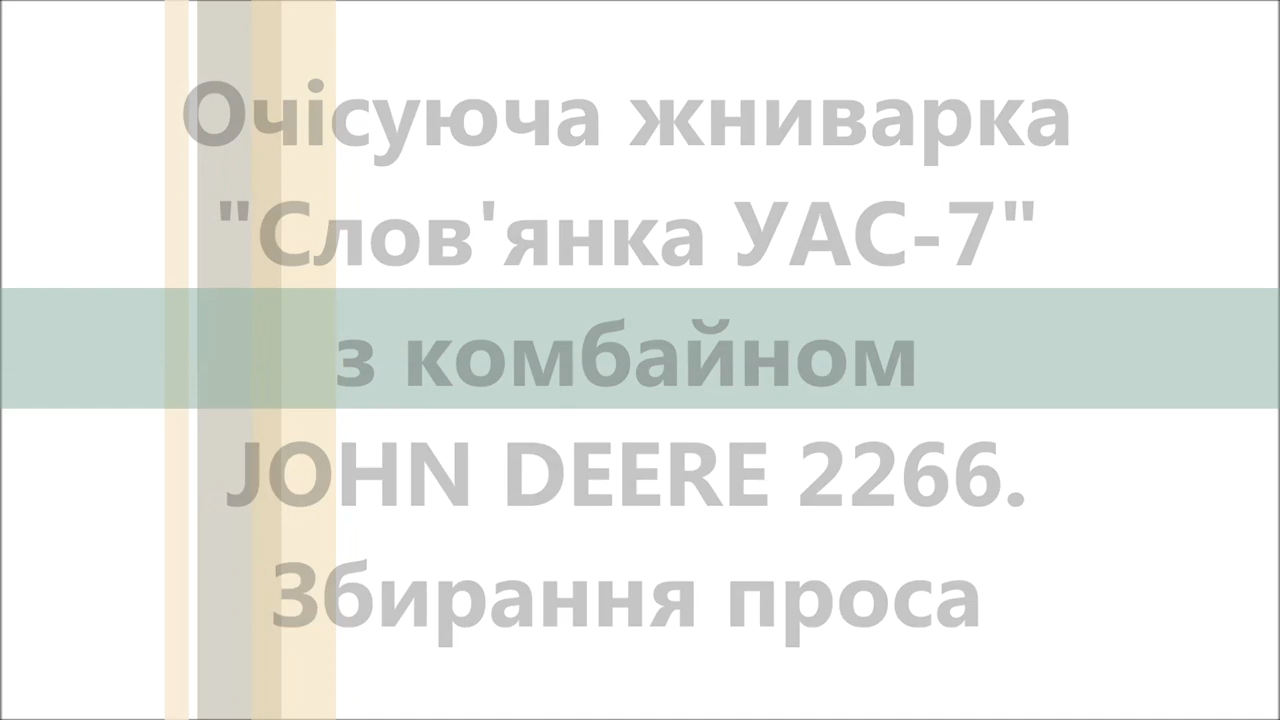 Очісуюча жниварка
"Слов'янка УАС-7"
з комбайном
JOHN DEERE 2266.
Збирання проса